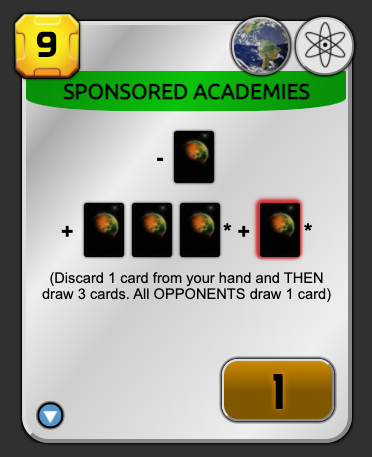 9
SPONSORED ACADEMIES
-
+ * + *
(Discard 1 card from your hand and THEN
draw 3 cards. All OPPONENTS draw 1 card)
1